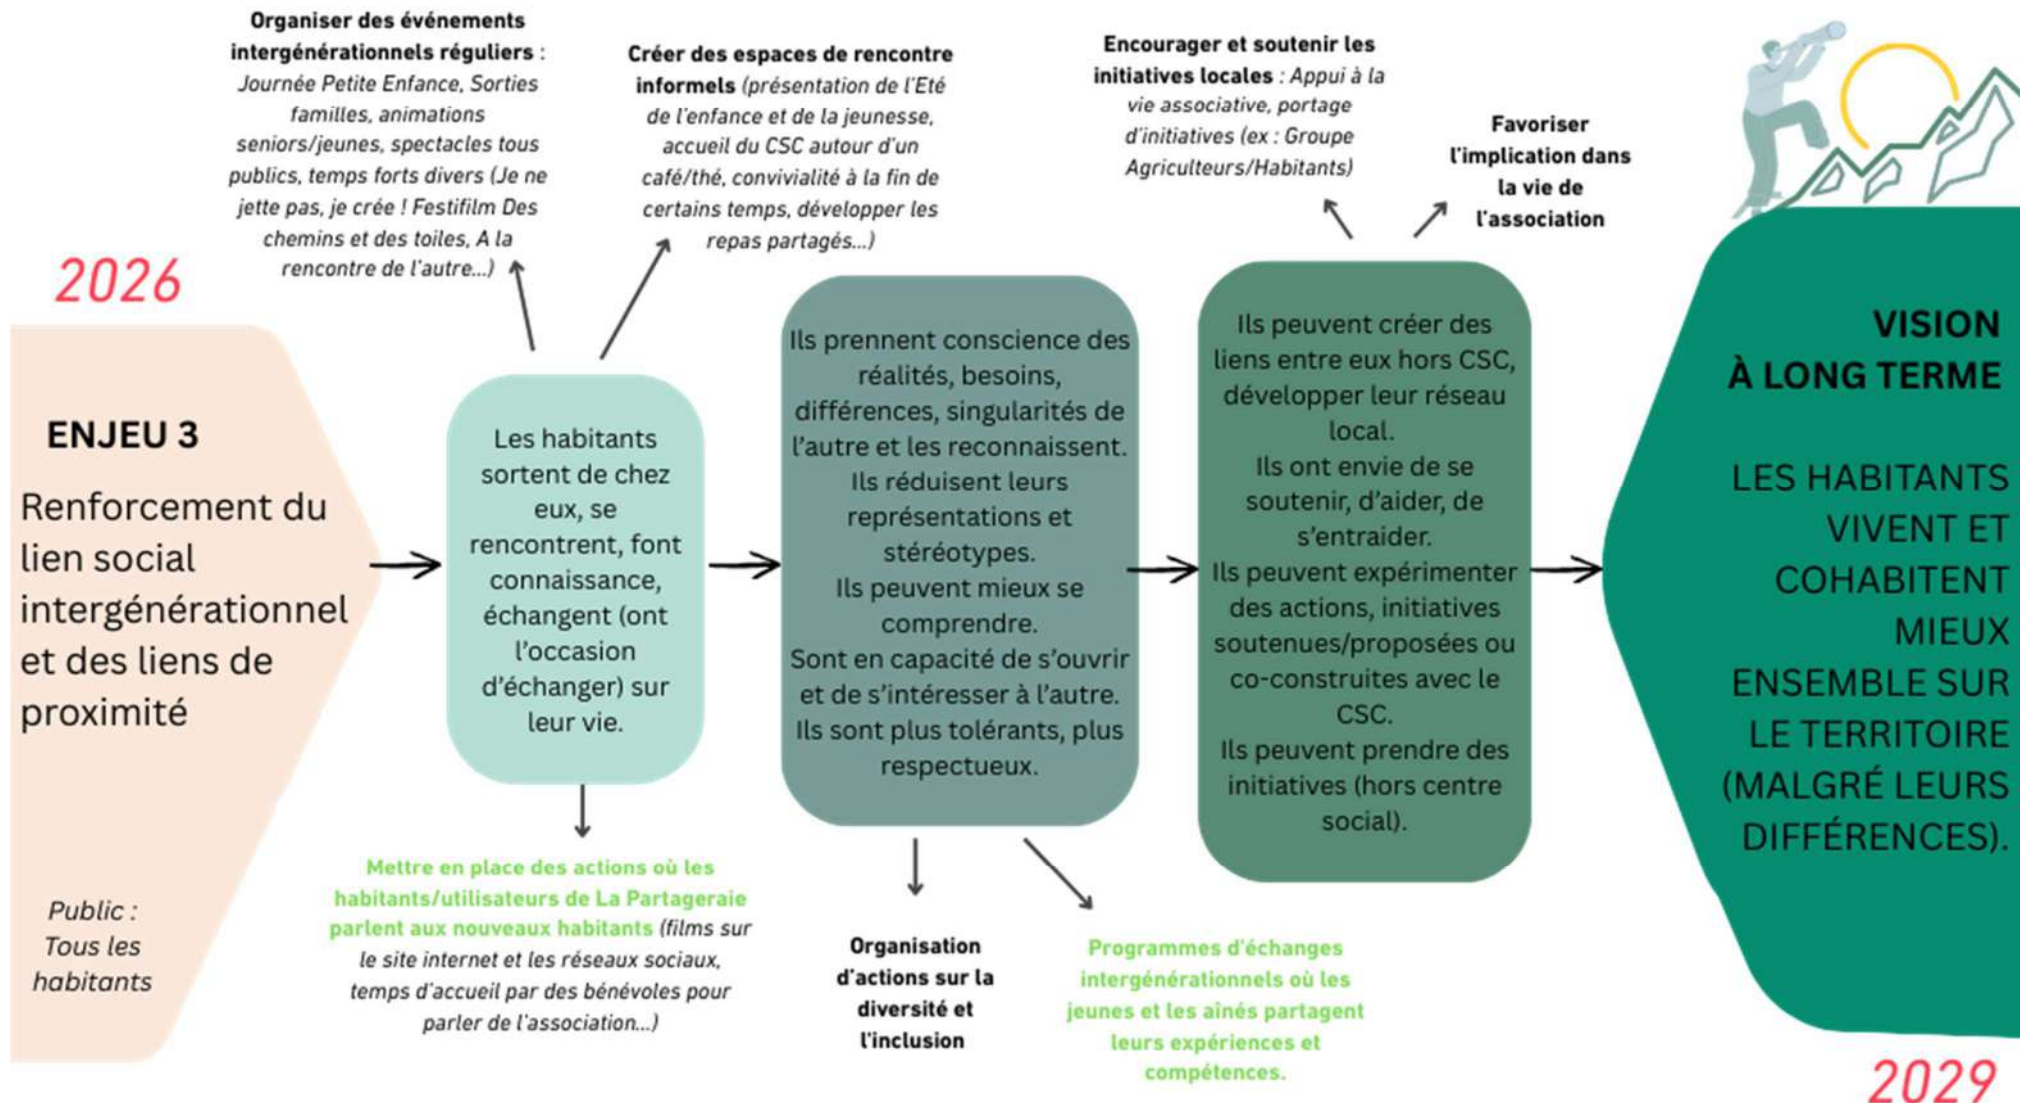 Organiser des événements
intergénérationnels réguliers :
Journée Petite Enfance, Sorties
familles, animations
seniors/jeunes, spectacles tous
publics, temps forts divers (Je ne
jette pas, je crée ! Festifilm Des
chemins et des toiles, A la
rencontre de l'autre...)
Créer des espaces de rencontre
informels (présentation de l'Eté
de l'enfance et de la jeunesse,
accueil du CSC autour d'un
café/thé, convivialité à la fin de
certains temps, développer les
repas partagés...)
Encourager et soutenir les
initiatives locales : Appui à la
vie associative, portage
d'initiatives (ex : Groupe
Agriculteurs/Habitants)
Favoriser
l'implication dans
la vie de
l'association
2026
ENJEU 3
Renforcement du
lien social
intergénérationnel
et des liens de
proximité
Public :
Tous les
habitants
Les habitants
sortent de chez
eux, se
rencontrent, font
connaissance,
échangent (ont
l'occasion
d'échanger) sur
leur vie.
Ils prennent conscience des
réalités, besoins,
différences, singularités de
l'autre et les reconnaissent.
Ils réduisent leurs
représentations et
stéréotypes.
Ils peuvent mieux se
comprendre.
Sont en capacité de s'ouvrir
et de s'intéresser à l'autre.
Ils sont plus tolérants, plus
respectueux.
Ils peuvent créer des
liens entre eux hors CSC,
développer leur réseau
local.
Ils ont envie de se
soutenir, d'aider, de
s'entraider.
Ils peuvent expérimenter
des actions, initiatives
soutenues/proposées ou
co-construites avec le
CSC.
Ils peuvent prendre des
initiatives (hors centre
social).
VISION
À LONG TERME
LES HABITANTS
VIVENT ET
COHABITENT
MIEUX
ENSEMBLE SUR
LE TERRITOIRE
(MALGRÉ LEURS
DIFFÉRENCES).
Mettre en place des actions où les
habitants/utilisateurs de La Partageraie
parlent aux nouveaux habitants (films sur
le site internet et les réseaux sociaux,
temps d'accueil par des bénévoles pour
parler de l'association...)
Organisation
d'actions sur la
diversité et
l'inclusion
Programmes d'échanges
intergénérationnels où les
jeunes et les aînés partagent
leurs expériences et
compétences.
2029